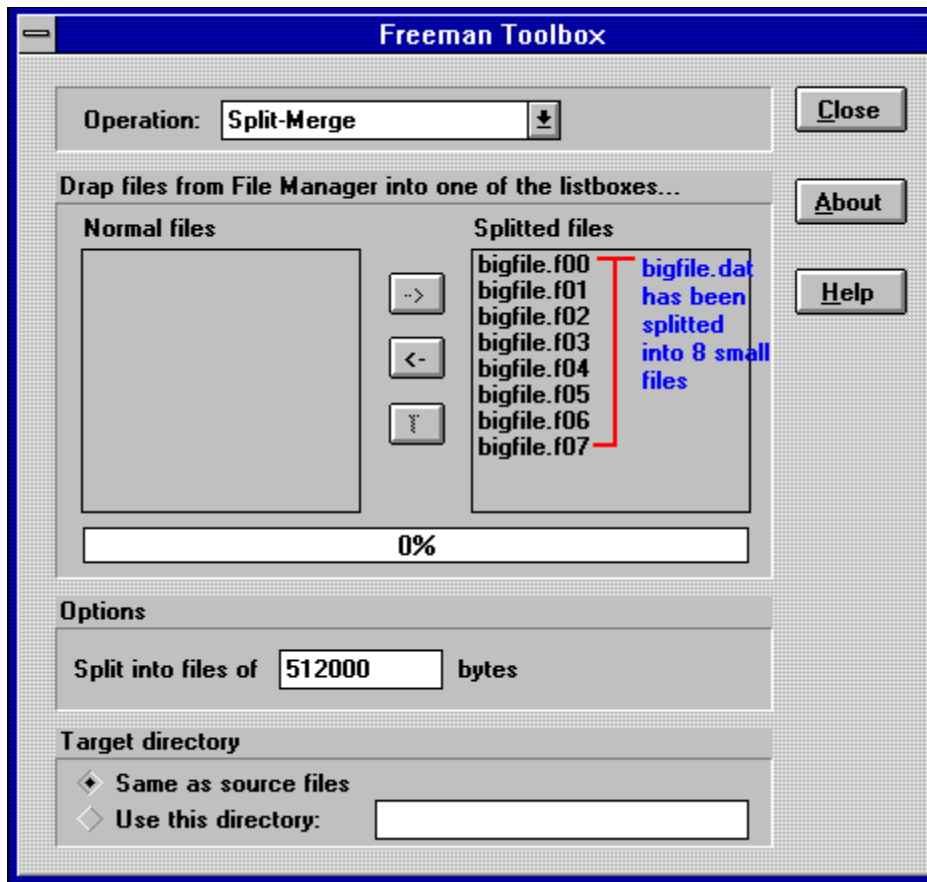 Freeman Toolbox
Operation: Split-Merge
Close
Drap files from File Manager into one of the listboxes...
About
Normal files
Splitted files
bigfile.f00
bigfile.f01
bigfile.f02
bigfile.f03
bigfile.f04
bigfile.f05
bigfile.f06
bigfile.f07
bigfile.dat
has been
splitted
into 8 small
files
Help
-->
<-
0%
Options
Split into files of 512000 bytes
Target directory
Same as source files
Use this directory: